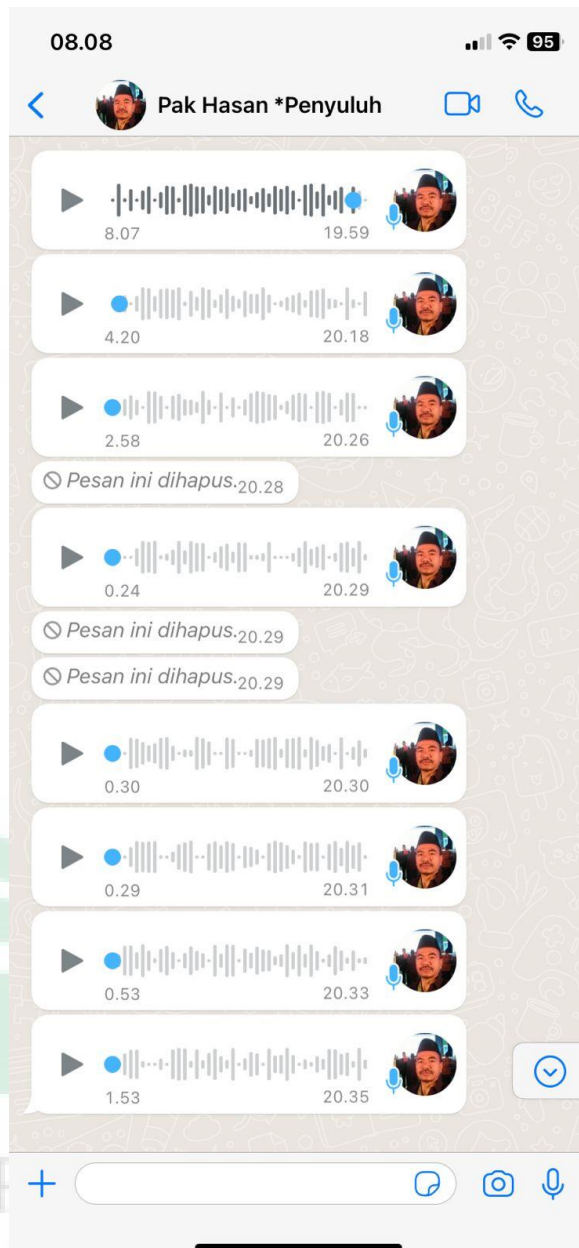 08.08
95
Pak Hasan *Penyuluh
8.07 19.59
4.20 20.18
2.58 20.26
Pesan ini dihapus. 20.28
0.24 20.29
Pesan ini dihapus. 20.29
Pesan ini dihapus. 20.29
0.30 20.30
0.29 20.31
0.53 20.33
1.53 20.35